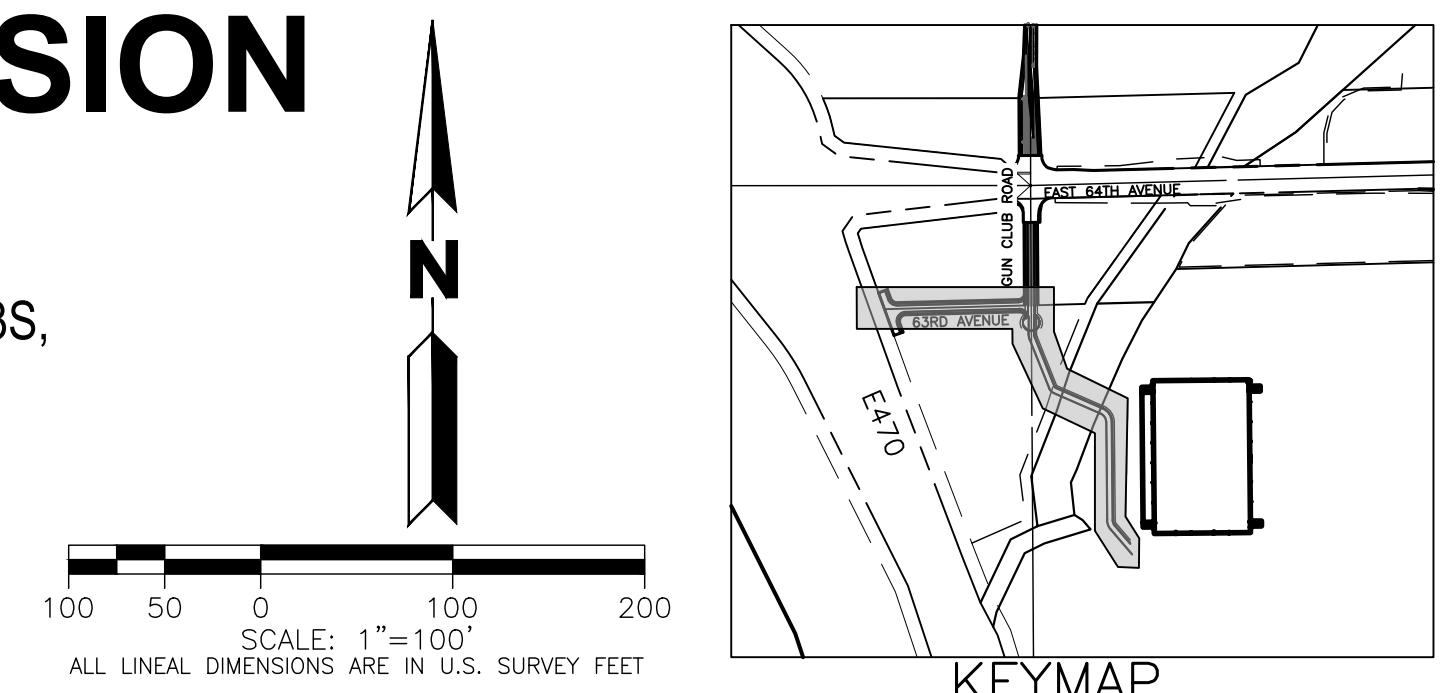 SION
BS,
N
100 50 0 100 200
SCALE: 1"=100'
ALL LINEAL DIMENSIONS ARE IN U.S. SURVEY FEET
GUN CLUB ROAD
EAST 64TH AVENUE
63RD AVENUE
E470
KEYMAP